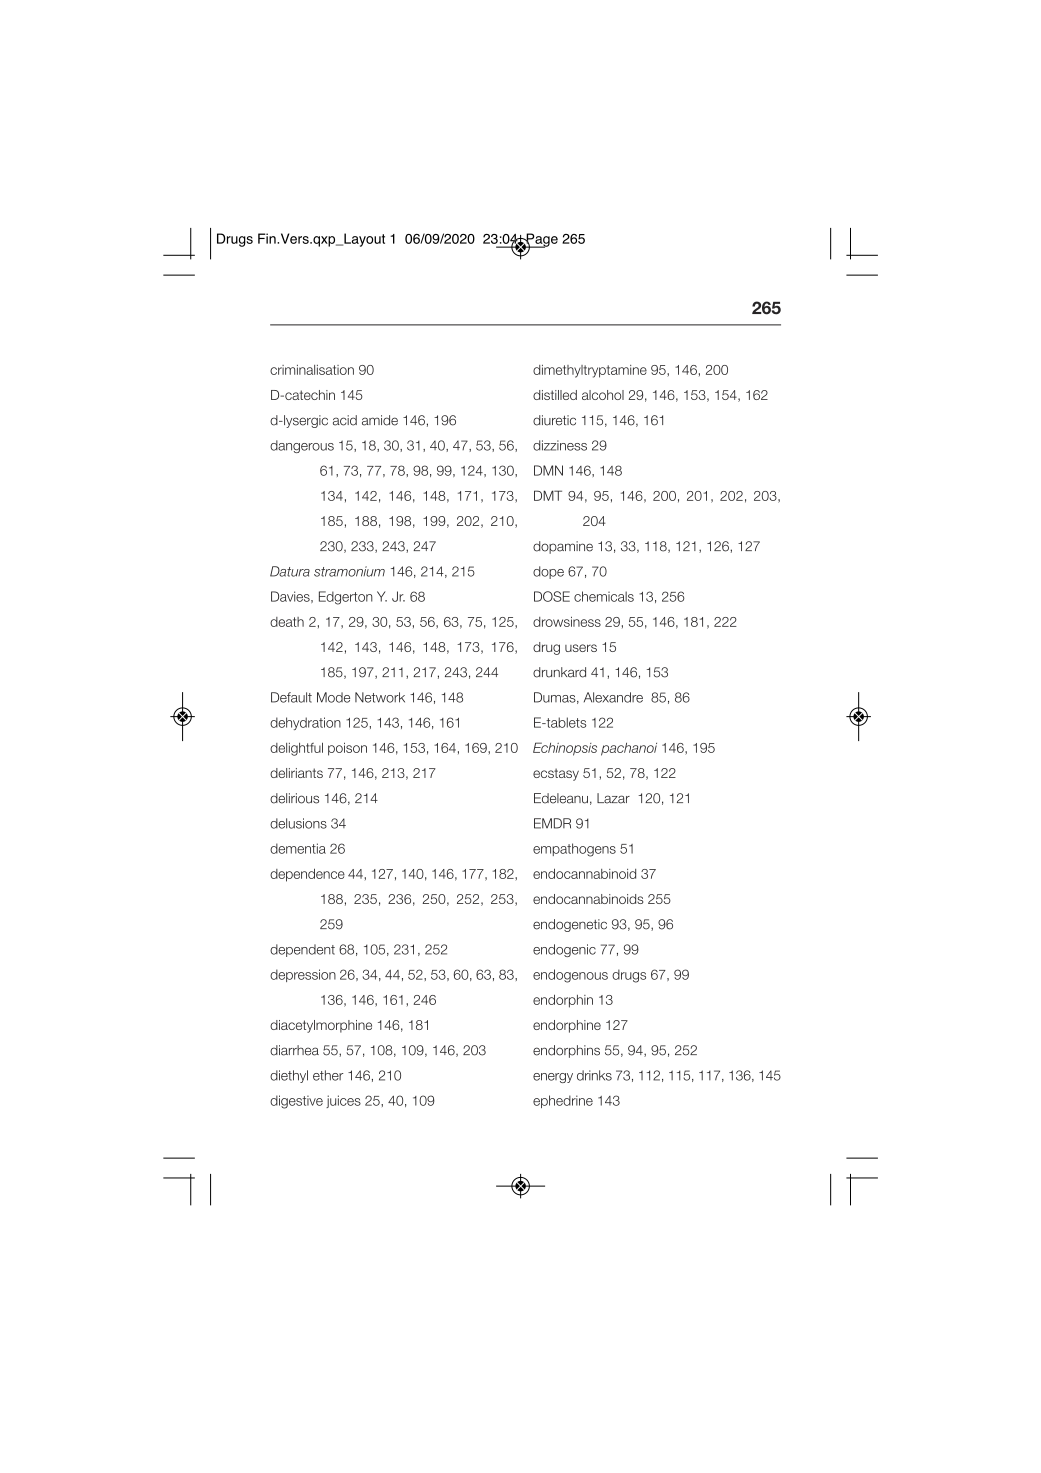 Drugs Fin.Vers.qxp_Layout 1 06/09/2020 23:04 Page 265
265
criminalisation 90
D-catechin 145
d-lysergic acid amide 146, 196
dangerous 15, 18, 30, 31, 40, 47, 53, 56,
61, 73, 77, 78, 98, 99, 124, 130,
134, 142, 146, 148, 171, 173,
185, 188, 198, 199, 202, 210,
230, 233, 243, 247
Datura stramonium 146, 214, 215
Davies, Edgerton Y. Jr. 68
death 2, 17, 29, 30, 53, 56, 63, 75, 125,
142, 143, 146, 148, 173, 176,
185, 197, 211, 217, 243, 244
Default Mode Network 146, 148
dehydration 125, 143, 146, 161
delightful poison 146, 153, 164, 169, 210
deliriants 77, 146, 213, 217
delirious 146, 214
delusions 34
dementia 26
dependence 44, 127, 140, 146, 177, 182,
188, 235, 236, 250, 252, 253,
259
dependent 68, 105, 231, 252
depression 26, 34, 44, 52, 53, 60, 63, 83,
136, 146, 161, 246
diacetylmorphine 146, 181
diarrhea 55, 57, 108, 109, 146, 203
diethyl ether 146, 210
digestive juices 25, 40, 109
dimethyltryptamine 95, 146, 200
distilled alcohol 29, 146, 153, 154, 162
diuretic 115, 146, 161
dizziness 29
DMN 146, 148
DMT 94, 95, 146, 200, 201, 202, 203,
204
dopamine 13, 33, 118, 121, 126, 127
dope 67, 70
DOSE chemicals 13, 256
drowsiness 29, 55, 146, 181, 222
drug users 15
drunkard 41, 146, 153
Dumas, Alexandre 85, 86
E-tablets 122
Echinopsis pachanoi 146, 195
ecstasy 51, 52, 78, 122
Edeleanu, Lazar 120, 121
EMDR 91
empathogens 51
endocannabinoid 37
endocannabinoids 255
endogenetic 93, 95, 96
endogenic 77, 99
endogenous drugs 67, 99
endorphin 13
endorphine 127
endorphins 55, 94, 95, 252
energy drinks 73, 112, 115, 117, 136, 145
ephedrine 143